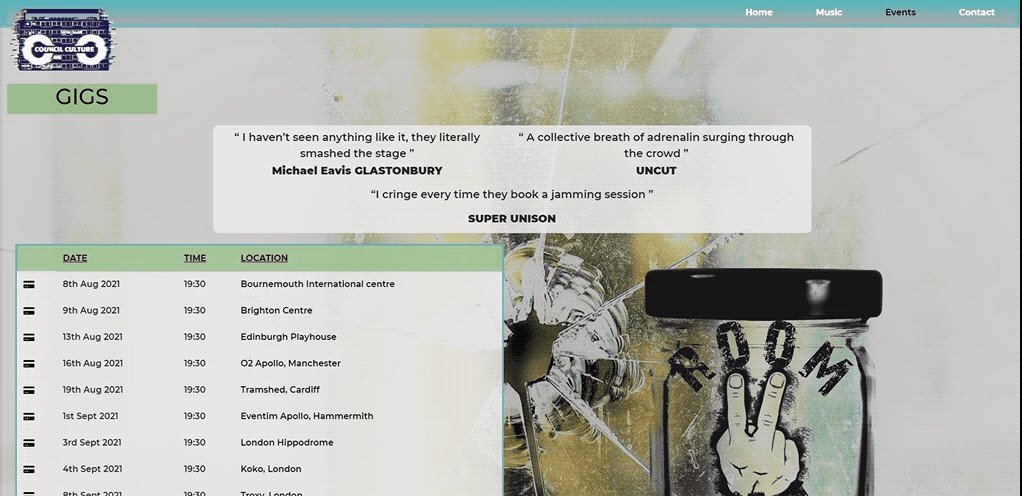 Home Music Events Contact
COUNCIL CULTURE
GIGS
“ I haven’t seen anything like it, they literally
smashed the stage ”
Michael Eavis GLASTONBURY
“ A collective breath of adrenalin surging through
the crowd ”
UNCUT
“I cringe every time they book a jamming session ”
SUPER UNISON
DATE TIME LOCATION
8th Aug 2021 19:30 Bournemouth International centre
9th Aug 2021 19:30 Brighton Centre
13th Aug 2021 19:30 Edinburgh Playhouse
16th Aug 2021 19:30 O2 Apollo, Manchester
19th Aug 2021 19:30 Tramshed, Cardiff
1st Sept 2021 19:30 Eventim Apollo, Hammermith
3rd Sept 2021 19:30 London Hippodrome
4th Sept 2021 19:30 Koko, London
8th Sept 2021 19:30 Troxy, London
ROOM